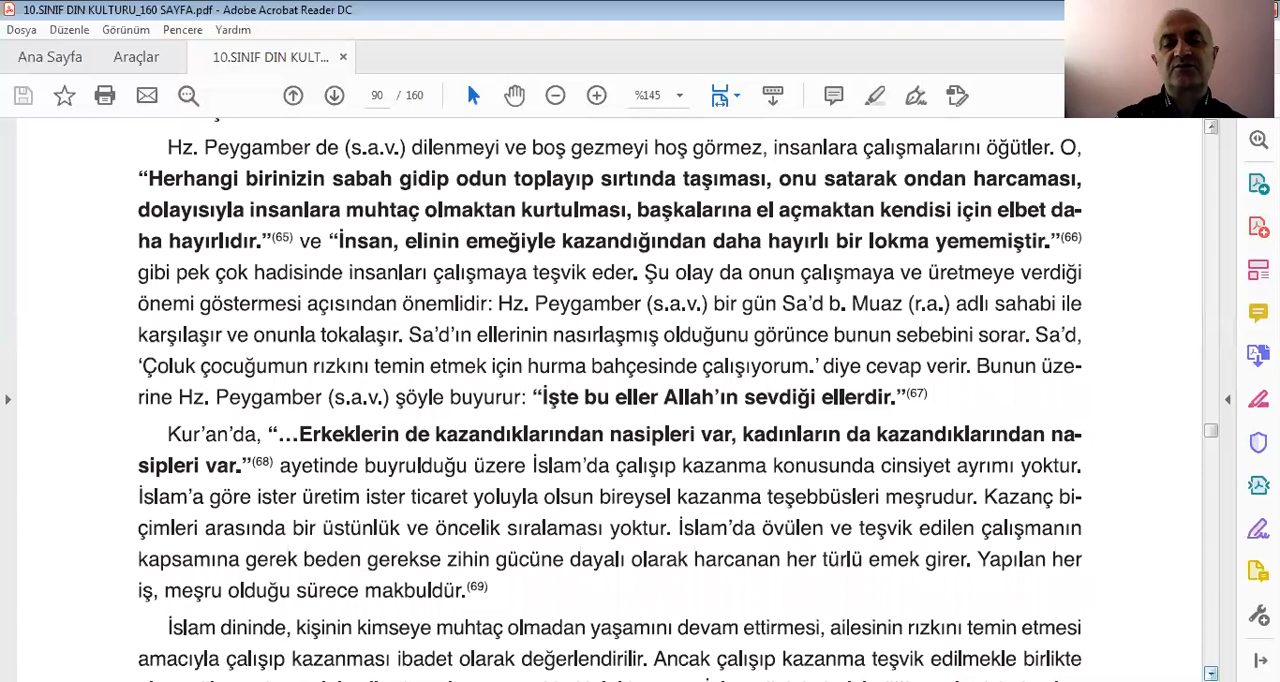 10.SINIF DIN KULTURU_160 SAYFA.pdf - Adobe Acrobat Reader DC
Dosya Düzenle Görünüm Pencere Yardım
Ana Sayfa Araçlar 10.SINIF DIN KULT... ×
90 / 160 %145
Hz. Peygamber de (s.a.v.) dilenmeyi ve boş gezmeyi hoş görmez, insanlara çalışmalarını öğütler. O,
“Herhangi birinizin sabah gidip odun toplayıp sırtında taşıması, onu satarak ondan harcaması,
dolayısıyla insanlara muhtaç olmaktan kurtulması, başkalarına el açmaktan kendisi için elbet da-
ha hayırlıdır.”(65) ve “İnsan, elinin emeğiyle kazandığından daha hayırlı bir lokma yememiştir.”(66)
gibi pek çok hadisinde insanları çalışmaya teşvik eder. Şu olay da onun çalışmaya ve üretmeye verdiği
önemi göstermesi açısından önemlidir: Hz. Peygamber (s.a.v.) bir gün Sa’d b. Muaz (r.a.) adlı sahabi ile
karşılaşır ve onunla tokalaşır. Sa’d’ın ellerinin nasırlaşmış olduğunu görünce bunun sebebini sorar. Sa’d,
‘Çoluk çocuğumun rızkını temin etmek için hurma bahçesinde çalışıyorum.’ diye cevap verir. Bunun üze-
rine Hz. Peygamber (s.a.v.) şöyle buyurur: “İşte bu eller Allah’ın sevdiği ellerdir.”(67)
Kur’an’da, “...Erkeklerin de kazandıklarından nasipleri var, kadınların da kazandıklarından na-
sipleri var.”(68) ayetinde buyrulduğu üzere İslam’da çalışıp kazanma konusunda cinsiyet ayrımı yoktur.
İslam’a göre ister üretim ister ticaret yoluyla olsun bireysel kazanma teşebbüsleri meşrudur. Kazanç bi-
çimleri arasında bir üstünlük ve öncelik sıralaması yoktur. İslam’da övülen ve teşvik edilen çalışmanın
kapsamına gerek beden gerekse zihin gücüne dayalı olarak harcanan her türlü emek girer. Yapılan her
iş, meşru olduğu sürece makbuldür.(69)
İslam dininde, kişinin kimseye muhtaç olmadan yaşamını devam ettirmesi, ailesinin rızkını temin etmesi
amacıyla çalışıp kazanması ibadet olarak değerlendirilir. Ancak çalışıp kazanma teşvik edilmekle birlikte